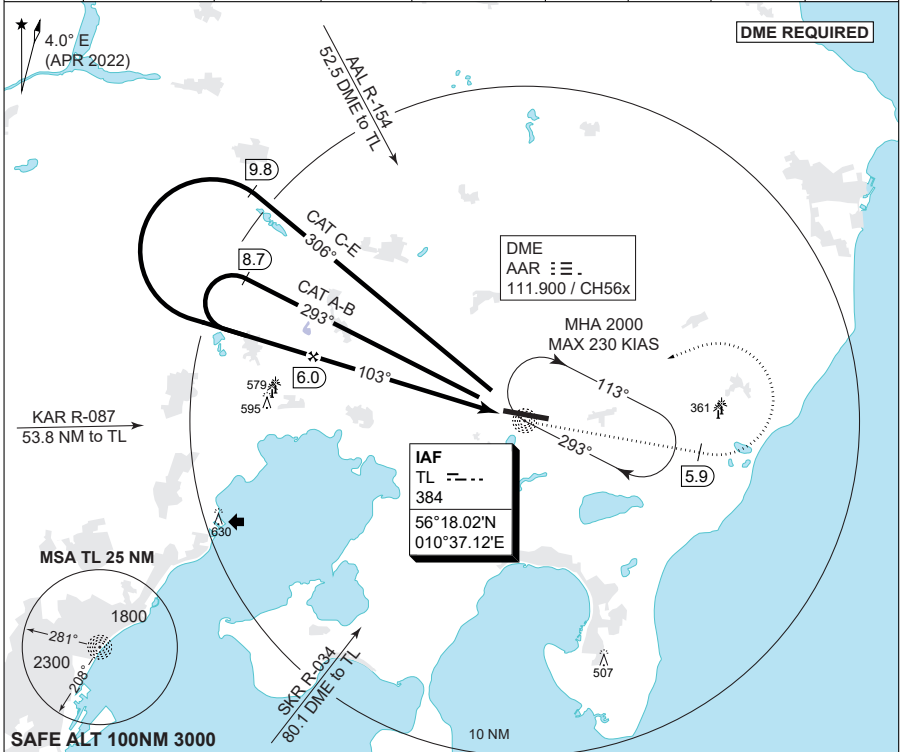 4.0° E
(APR 2022)
DME REQUIRED
AAL R-154
52.5 DME to TL
9.8
CAT C-E
306°
8.7
CAT A-B
293°
DME
AAR
111.900 / CH56x
MHA 2000
MAX 230 KIAS
113°
293°
6.0
103°
579
595
361
5.9
KAR R-087
53.8 NM to TL
IAF
TL
384
56°18.02'N
010°37.12'E
630
MSA TL 25 NM
1800
281°
2300
208°
SKR R-034
80.1 DME to TL
507
10 NM
SAFE ALT 100NM 3000